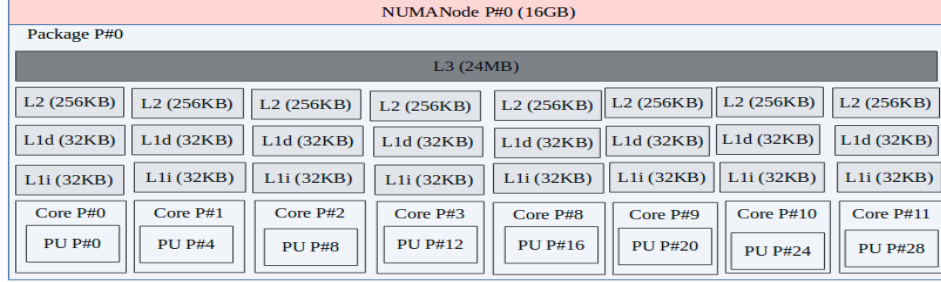 NUMANode P#0 (16GB)
Package P#0
L3 (24MB)
L2 (256KB) L2 (256KB) L2 (256KB) L2 (256KB) L2 (256KB) L2 (256KB) L2 (256KB) L2 (256KB)
L1d (32KB) L1d (32KB) L1d (32KB) L1d (32KB) L1d (32KB) L1d (32KB) L1d (32KB) L1d (32KB)
L1i (32KB) L1i (32KB) L1i (32KB) L1i (32KB) L1i (32KB) L1i (32KB) L1i (32KB) L1i (32KB)
Core P#0 Core P#1 Core P#2 Core P#3 Core P#8 Core P#9 Core P#10 Core P#11
PU P#0 PU P#4 PU P#8 PU P#12 PU P#16 PU P#20 PU P#24 PU P#28